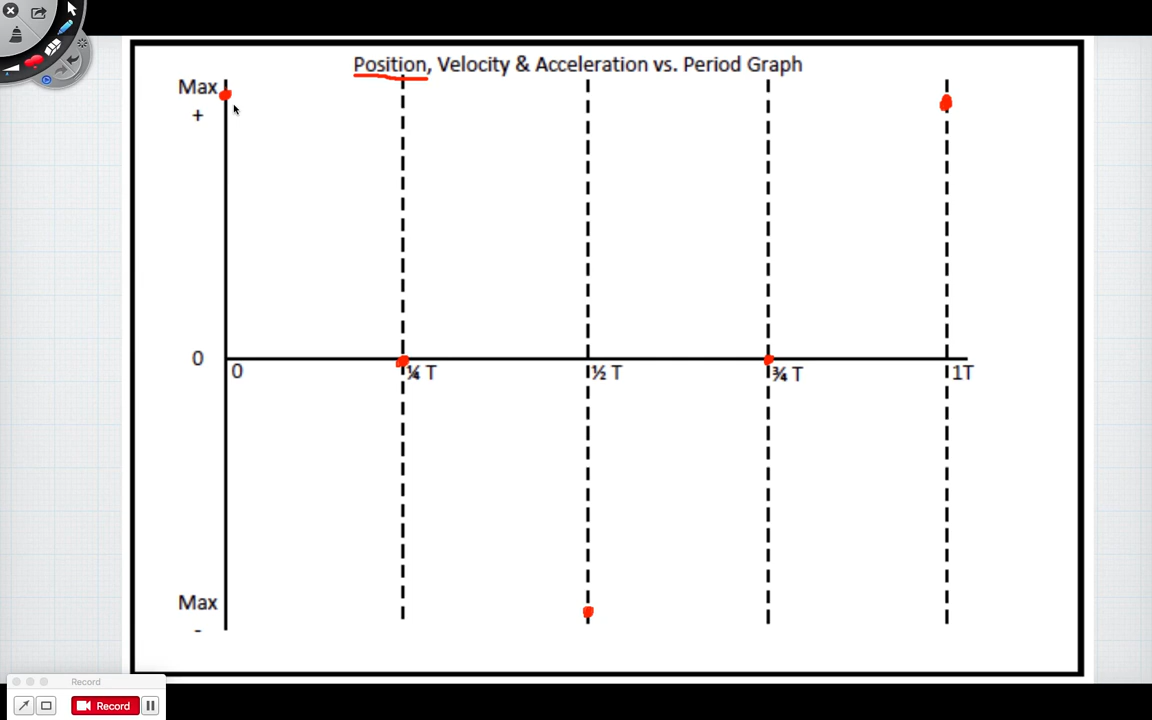 Position, Velocity & Acceleration vs. Period Graph
Max
+
0
0
¼ T
½ T
¾ T
1T
Max
-
Record
Record